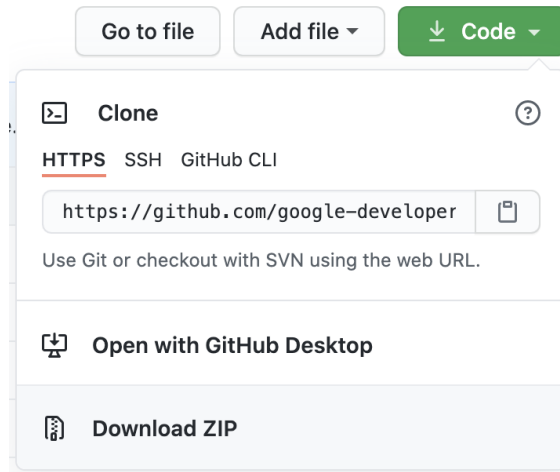 Go to file
Add file
Code
Clone
HTTPS SSH GitHub CLI
https://github.com/google-developer
Use Git or checkout with SVN using the web URL.
Open with GitHub Desktop
Download ZIP